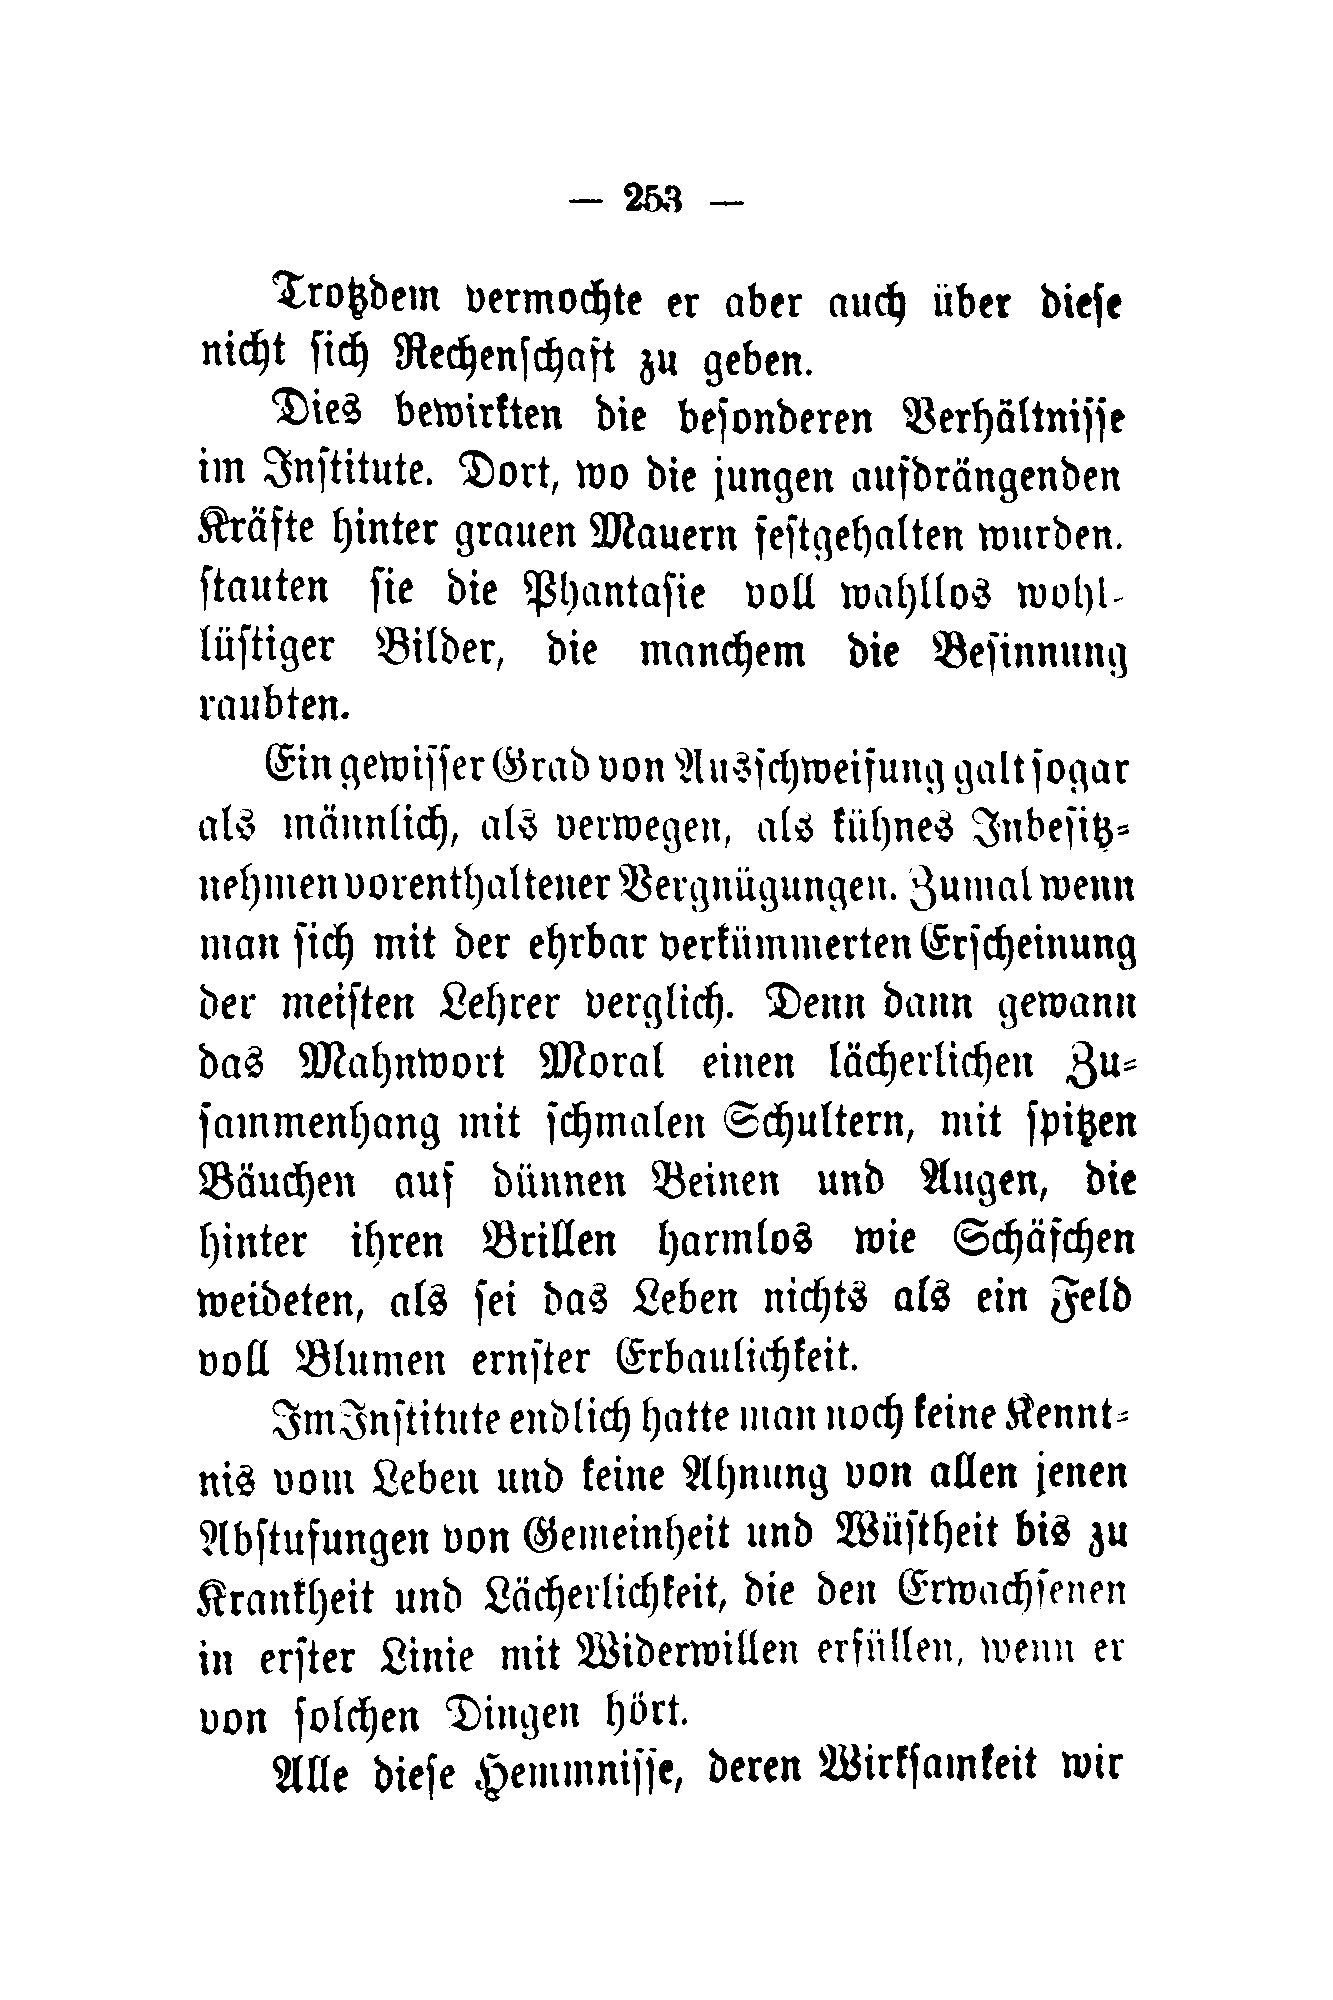 — 253 —
Trotzdem vermochte er aber auch über diese
nicht sich Rechenschaft zu geben.
Dies bewirkten die besonderen Verhältnisse
im Institute. Dort, wo die jungen aufdrängenden
Kräfte hinter grauen Mauern festgehalten wurden.
stauten sie die Phantasie voll wahllos wohl-
lüstiger Bilder, die manchem die Besinnung
raubten.
Ein gewisser Grad von Ausschweifung galt sogar
als männlich, als verwegen, als kühnes Inbesitz-
nehmen vorenthaltener Vergnügungen. Zumal wenn
man sich mit der ehrbar verkümmerten Erscheinung
der meisten Lehrer verglich. Denn dann gewann
das Mahnwort Moral einen lächerlichen Zu-
sammenhang mit schmalen Schultern, mit spitzen
Bäuchen auf dünnen Beinen und Augen, die
hinter ihren Brillen harmlos wie Schäfchen
weideten, als sei das Leben nichts als ein Feld
voll Blumen ernster Erbaulichkeit.
Im Institute endlich hatte man noch keine Kennt-
nis vom Leben und keine Ahnung von allen jenen
Abstufungen von Gemeinheit und Wüstheit bis zu
Krankheit und Lächerlichkeit, die den Erwachsenen
in erster Linie mit Widerwillen erfüllen, wenn er
von solchen Dingen hört.
Alle diese Hemmnisse, deren Wirksamkeit wir